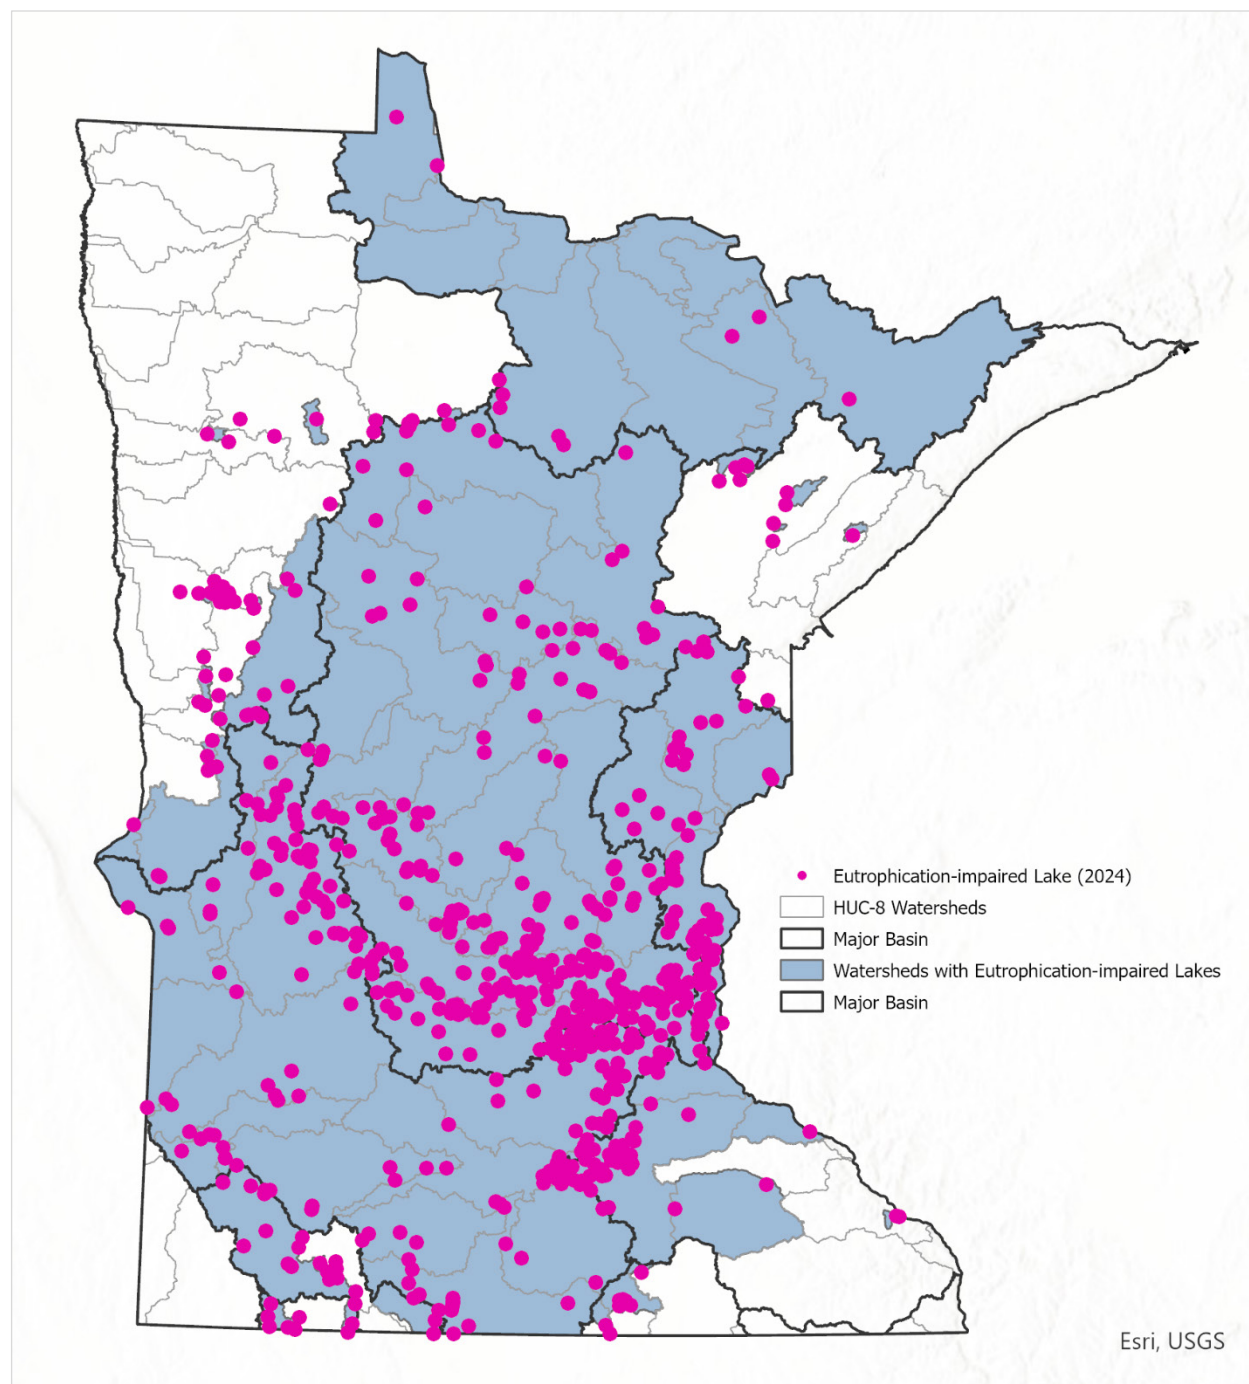 Eutrophication-impaired Lake (2024)
HUC-8 Watersheds
Major Basin
Watersheds with Eutrophication-impaired Lakes
Major Basin
Esri, USGS